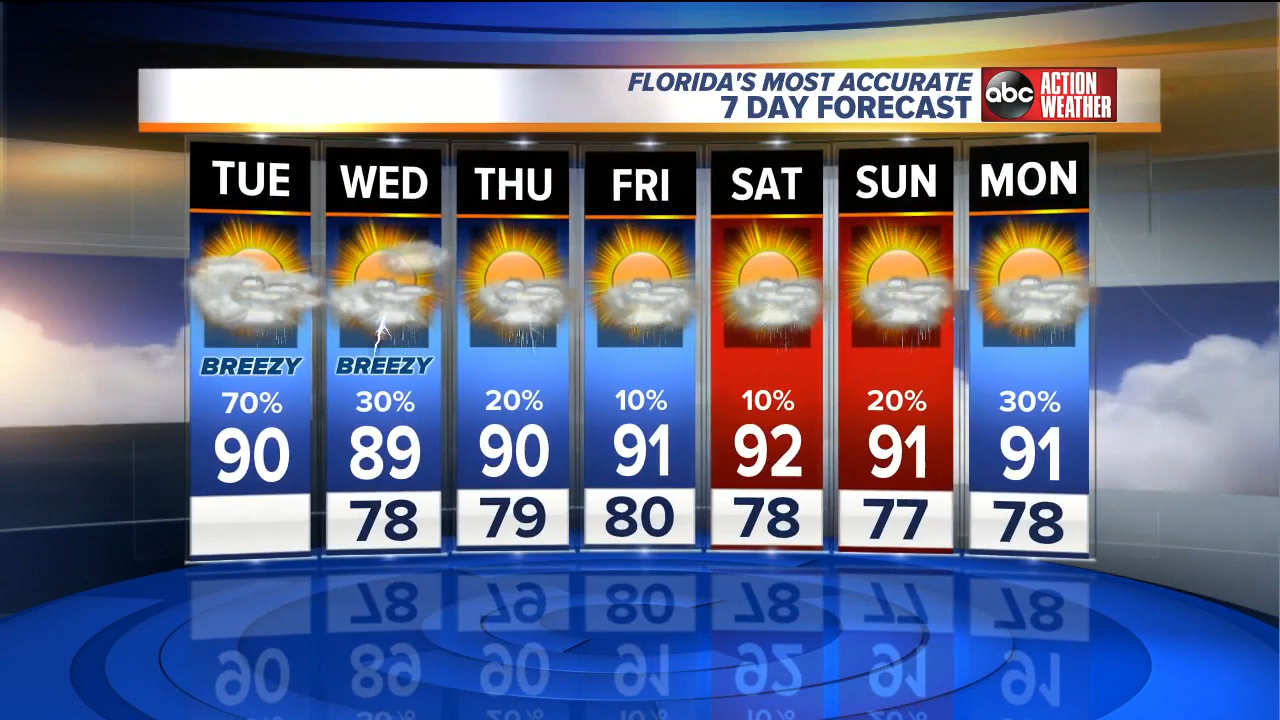 FLORIDA'S MOST ACCURATE
7 DAY FORECAST
abc ACTION WEATHER
TUE WED THU FRI SAT SUN MON
BREEZY BREEZY
70% 30% 20% 10% 10% 20% 30%
90 89 90 91 92 91 91
78 79 80 78 77 78